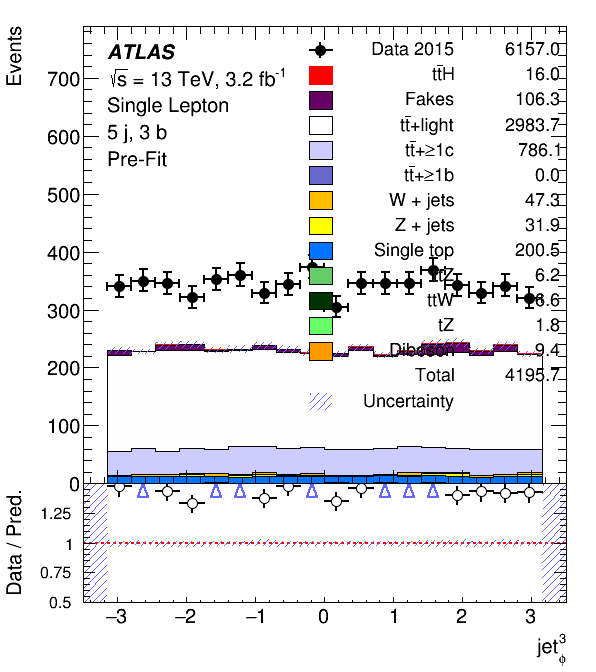 Events
ATLAS
√s = 13 TeV, 3.2 fb⁻¹
Single Lepton
5 j, 3 b
Pre-Fit
Data 2015 6157.0
tt̄H 16.0
Fakes 106.3
tt̄+light 2983.7
tt̄+≥1c 786.1
tt̄+≥1b 0.0
W + jets 47.3
Z + jets 31.9
Single top 200.5
ttZ 6.2
ttW .6
tZ 1.8
Diboson 9.4
Total 4195.7
Uncertainty
700
600
500
400
300
200
100
0
Data / Pred.
1.25
1
0.75
0.5
−3 −2 −1 0 1 2 3
jet³ϕ